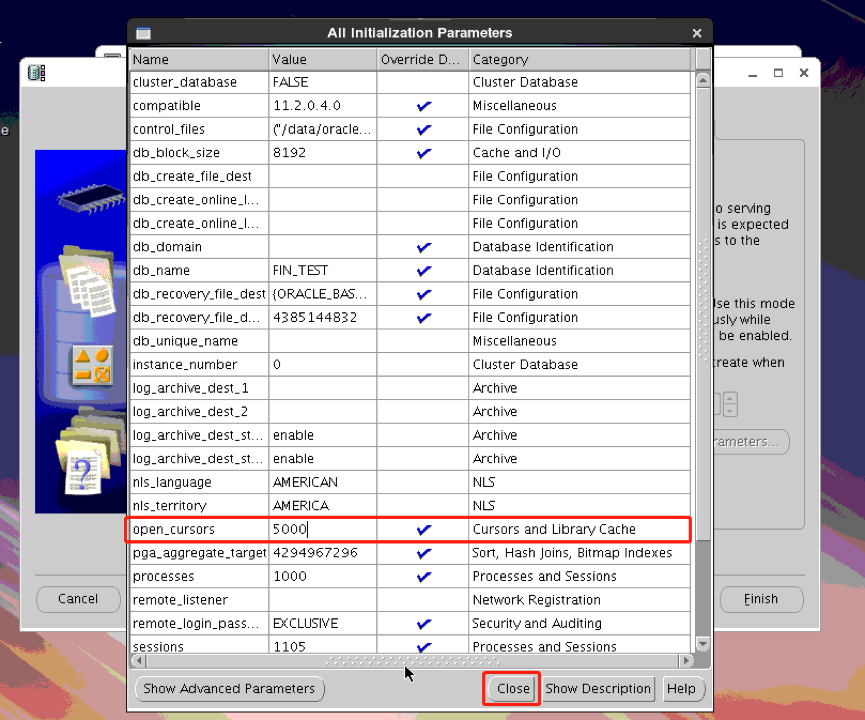 All Initialization Parameters
Name Value Override D... Category
cluster_database FALSE Cluster Database
compatible 11.2.0.4.0 Miscellaneous
control_files ("/data/oracle... File Configuration
db_block_size 8192 Cache and I/O
db_create_file_dest File Configuration
db_create_online_l... File Configuration
db_create_online_l... File Configuration
db_domain Database Identification
db_name FIN_TEST Database Identification
db_recovery_file_dest {ORACLE_BAS... File Configuration
db_recovery_file_d... 4385144832 File Configuration
db_unique_name Miscellaneous
instance_number 0 Cluster Database
log_archive_dest_1 Archive
log_archive_dest_2 Archive
log_archive_dest_st... enable Archive
log_archive_dest_st... enable Archive
nls_language AMERICAN NLS
nls_territory AMERICA NLS
open_cursors 5000 Cursors and Library Cache
pga_aggregate_target 4294967296 Sort, Hash Joins, Bitmap Indexes
processes 1000 Processes and Sessions
remote_listener Network Registration
remote_login_pass... EXCLUSIVE Security and Auditing
sessions 1105 Processes and Sessions
Show Advanced Parameters Close Show Description Help
e
o serving
is expected
s to the
Use this mode
usly while
be enabled.
create when
rameters...
?
Cancel Finish